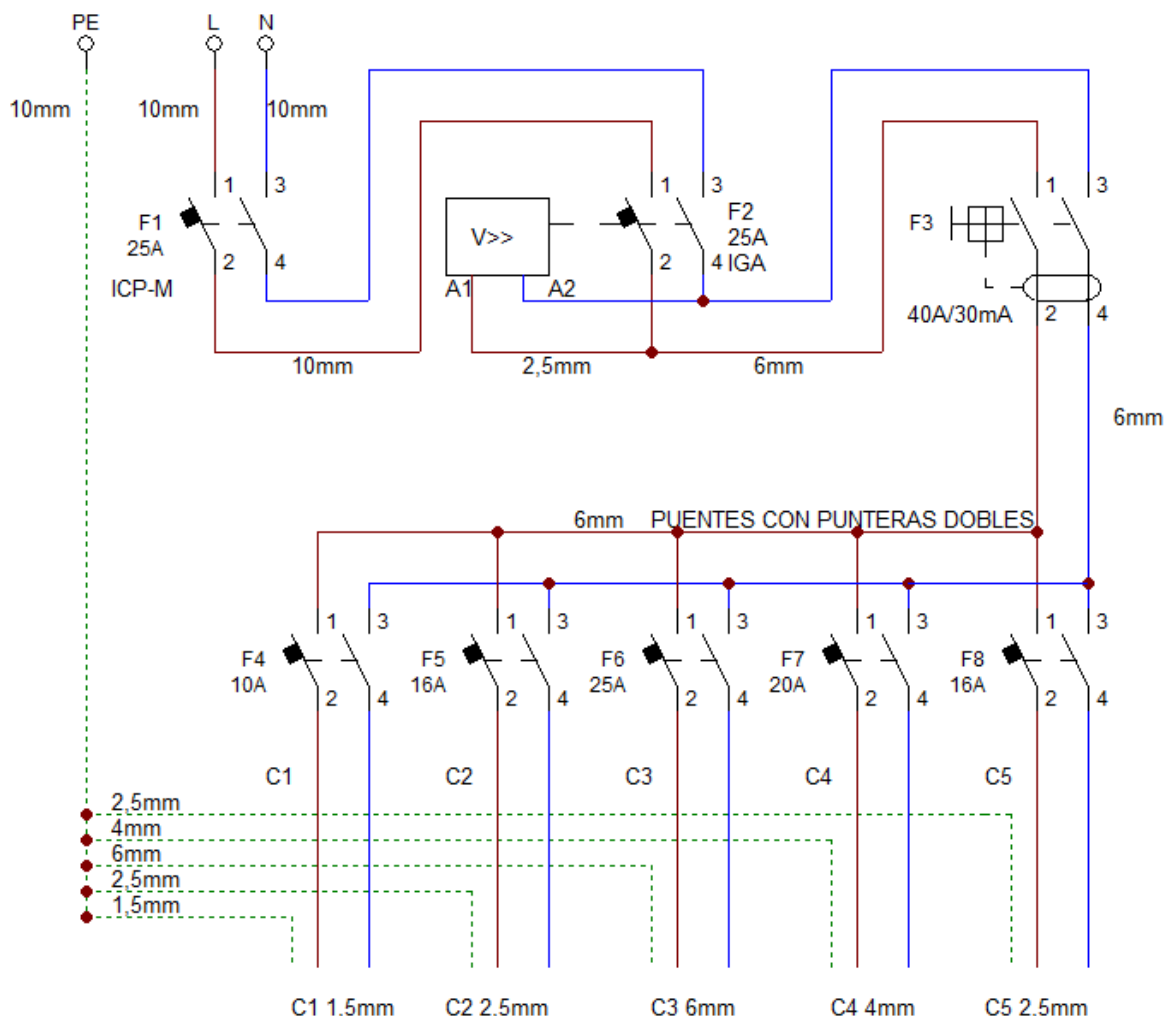 PE L N
10mm 10mm 10mm
1 3
F1
25A
2 4
ICP-M
V>>
A1 A2
1 3
F2
25A
IGA
2 4
1 3
F3
40A/30mA
2 4
10mm 2,5mm 6mm
6mm
6mm PUENTES CON PUNTERAS DOBLES
1 3 1 3 1 3 1 3 1 3
F4 F5 F6 F7 F8
10A 16A 25A 20A 16A
2 4 2 4 2 4 2 4 2 4
C1 C2 C3 C4 C5
2,5mm
4mm
6mm
2,5mm
1,5mm
C1 1.5mm C2 2.5mm C3 6mm C4 4mm C5 2.5mm